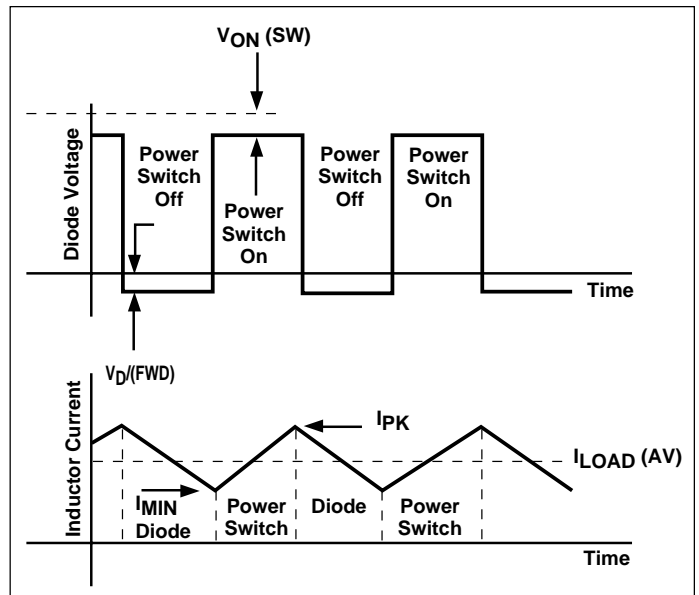 VON (SW)
Power
Switch
Off
Power
Switch
On
Power
Switch
Off
Power
Switch
On
Diode Voltage
Time
VD/(FWD)
IPK
ILOAD (AV)
IMIN
Diode
Power
Switch
Diode
Power
Switch
Inductor Current
Time